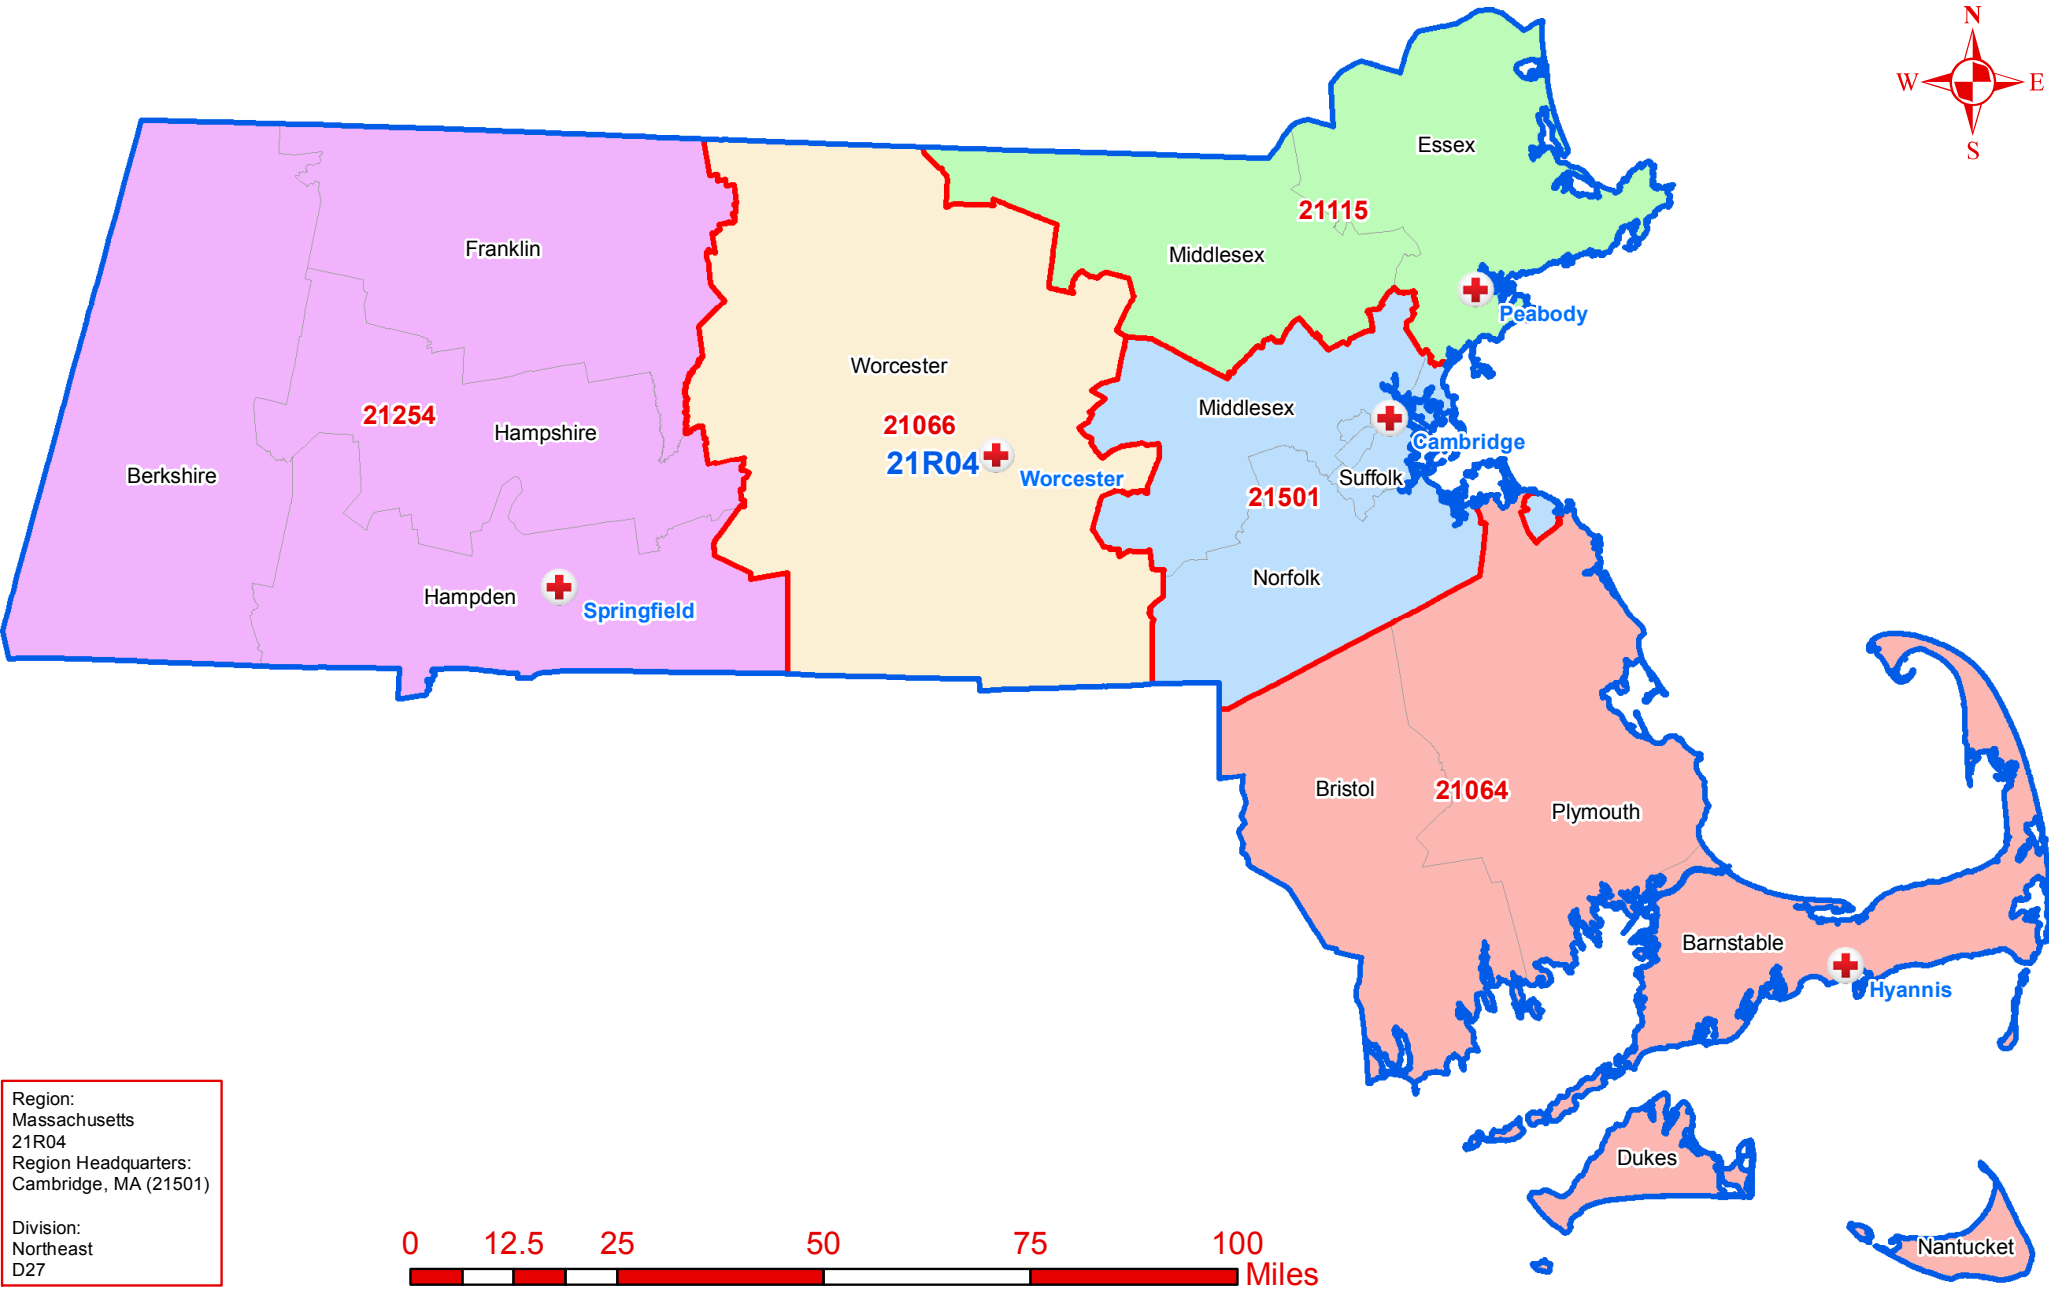 N
W E
S
Essex
21115
Franklin
Middlesex
Peabody
Worcester
Middlesex
21254
21066
Hampshire
Cambridge
21R04
Worcester
Berkshire
Suffolk
21501
Norfolk
Hampden
Springfield
Bristol
21064
Plymouth
Barnstable
Hyannis
Dukes
Nantucket
Region:
Massachusetts
21R04
Region Headquarters:
Cambridge, MA (21501)
Division:
Northeast
D27
0 12.5 25 50 75 100
Miles